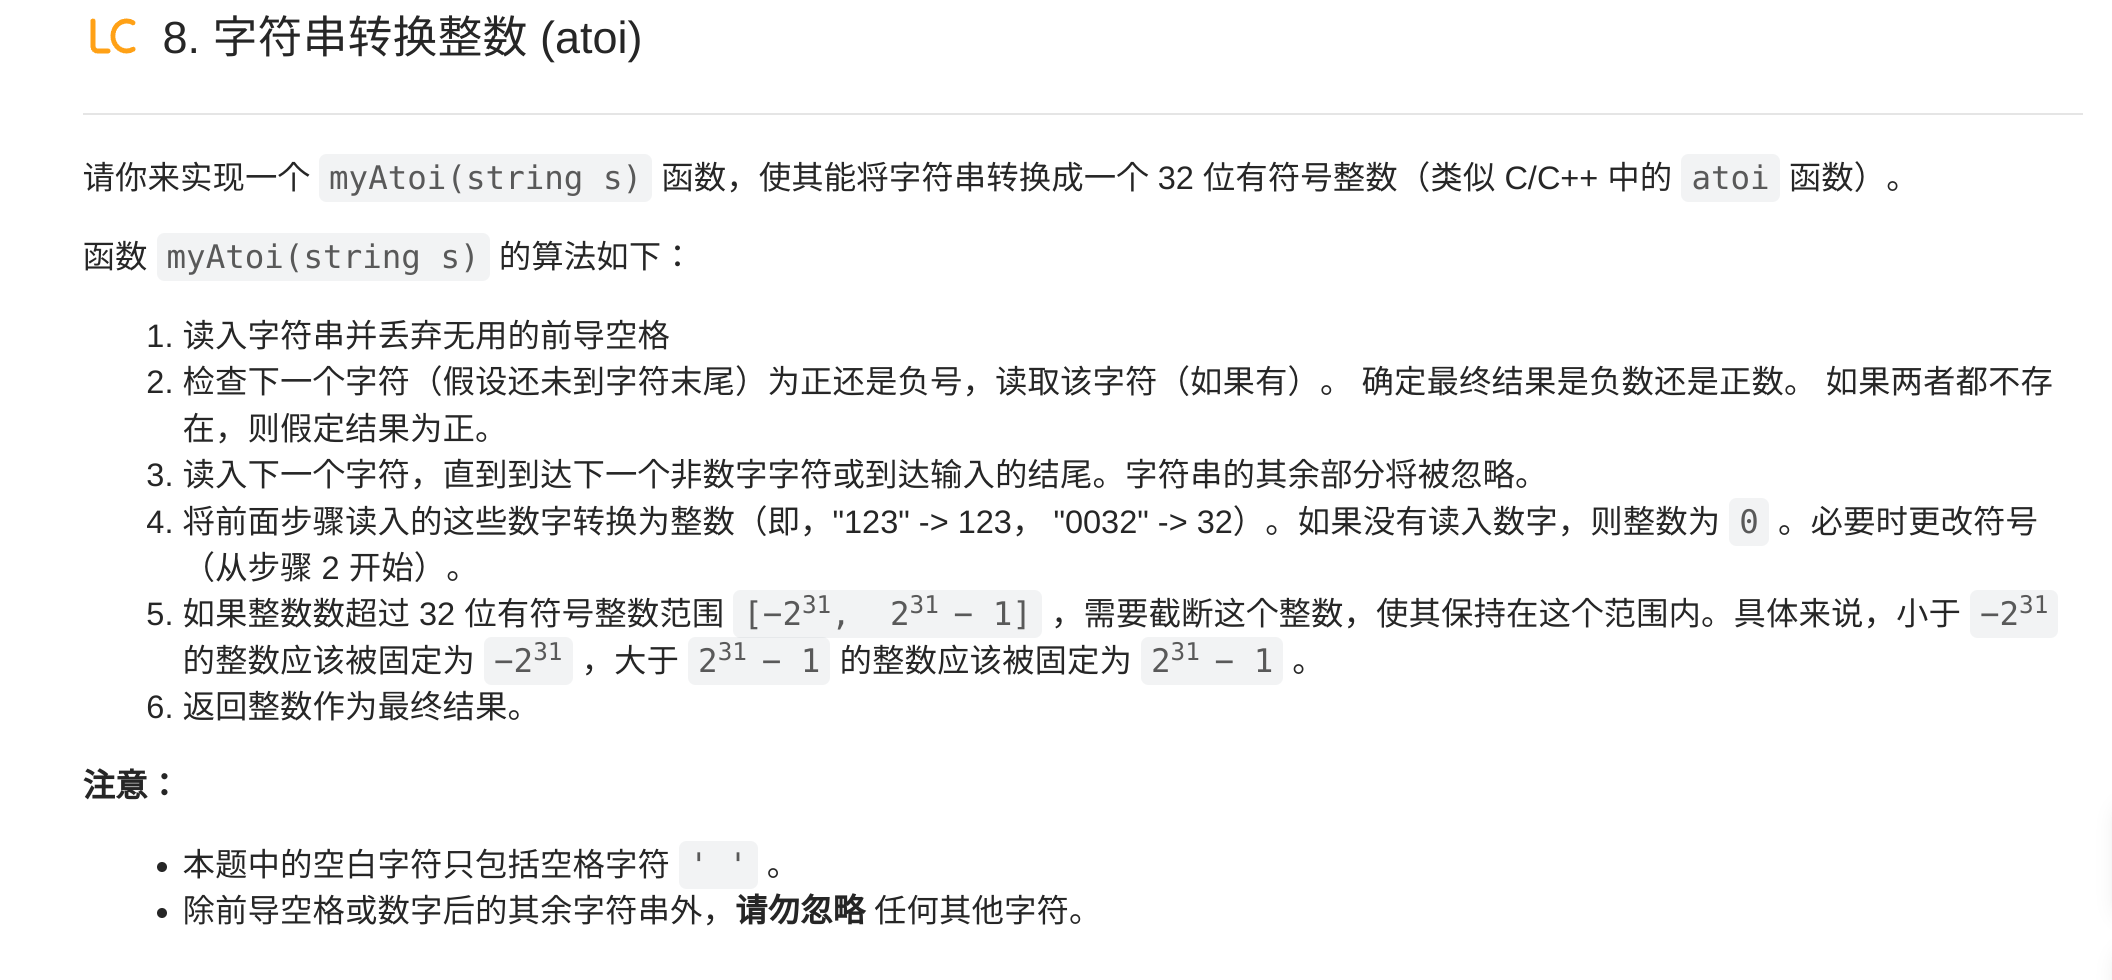 LC 8. 字符串转换整数 (atoi)
请你来实现一个 myAtoi(string s) 函数，使其能将字符串转换成一个 32 位有符号整数（类似 C/C++ 中的 atoi 函数）。
函数 myAtoi(string s) 的算法如下：
1. 读入字符串并丢弃无用的前导空格
2. 检查下一个字符（假设还未到字符末尾）为正还是负号，读取该字符（如果有）。 确定最终结果是负数还是正数。 如果两者都不存
在，则假定结果为正。
3. 读入下一个字符，直到到达下一个非数字字符或到达输入的结尾。字符串的其余部分将被忽略。
4. 将前面步骤读入的这些数字转换为整数（即，"123" -> 123， "0032" -> 32）。如果没有读入数字，则整数为 0 。必要时更改符号
（从步骤 2 开始）。
5. 如果整数数超过 32 位有符号整数范围 [−2³¹,  2³¹ − 1] ，需要截断这个整数，使其保持在这个范围内。具体来说，小于 −2³¹
的整数应该被固定为 −2³¹ ，大于 2³¹ − 1 的整数应该被固定为 2³¹ − 1 。
6. 返回整数作为最终结果。
注意：
• 本题中的空白字符只包括空格字符 ' ' 。
• 除前导空格或数字后的其余字符串外，请勿忽略 任何其他字符。